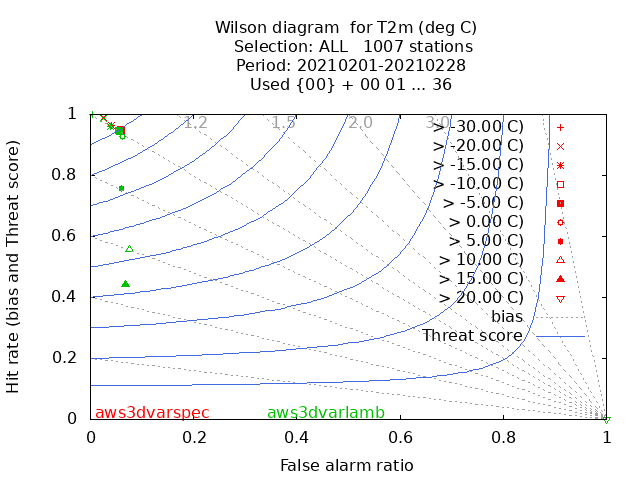 Wilson diagram  for T2m (deg C)
Selection: ALL   1007 stations
Period: 20210201-20210228
Used {00} + 00 01 ... 36
Hit rate (bias and Threat score)
1
0.8
0.6
0.4
0.2
0
1.2
1.5
2.0
3.0
> -30.00 C)
> -20.00 C)
> -15.00 C)
> -10.00 C)
> -5.00 C)
> 0.00 C)
> 5.00 C)
> 10.00 C)
> 15.00 C)
> 20.00 C)
bias
Threat score
aws3dvarspec
aws3dvarlamb
0 0.2 0.4 0.6 0.8 1
False alarm ratio